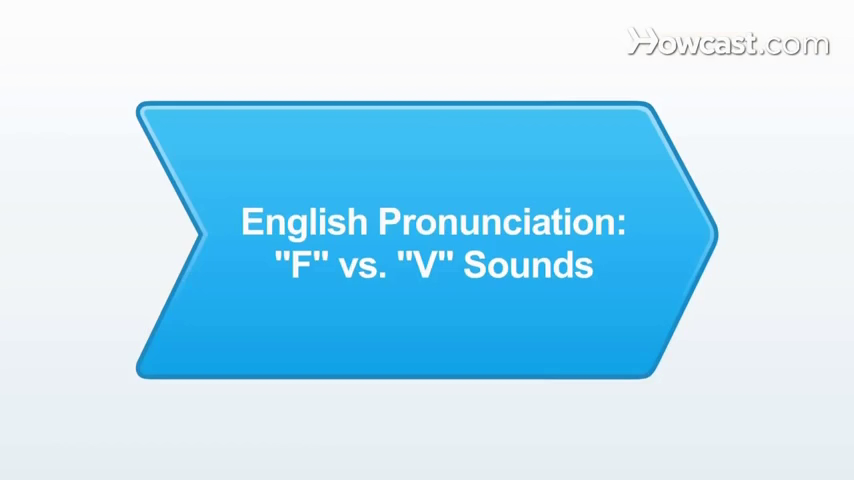 Howcast.com
English Pronunciation:
"F" vs. "V" Sounds